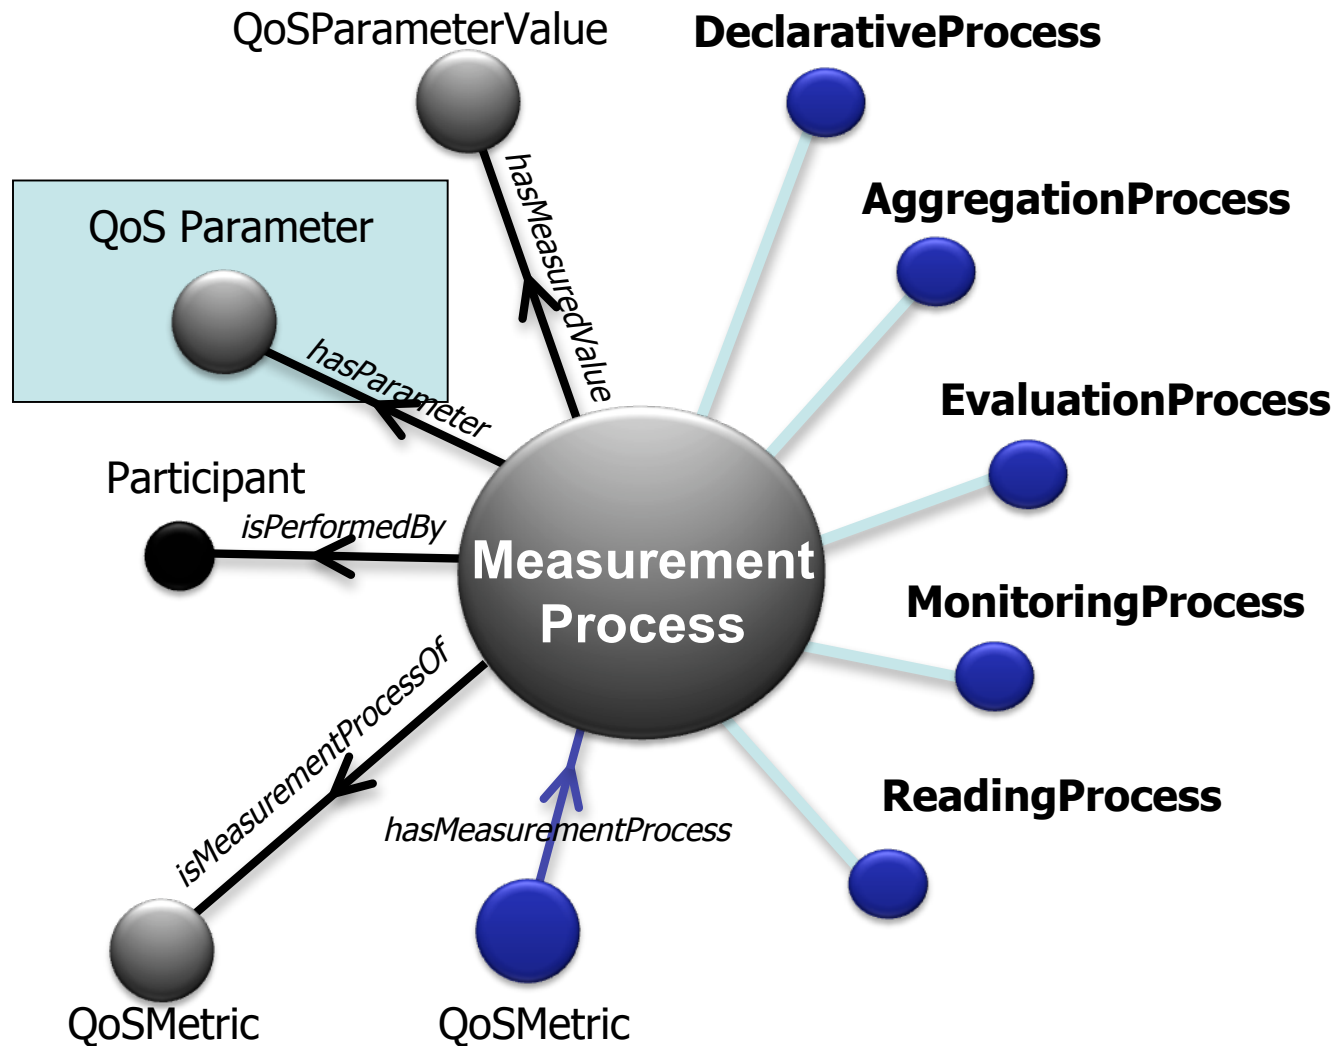 QoSParameterValue
DeclarativeProcess
hasMeasuredValue
AggregationProcess
QoS Parameter
hasParameter
EvaluationProcess
Participant
isPerformedBy
Measurement
Process
MonitoringProcess
isMeasurementProcessOf
hasMeasurementProcess
ReadingProcess
QoSMetric
QoSMetric